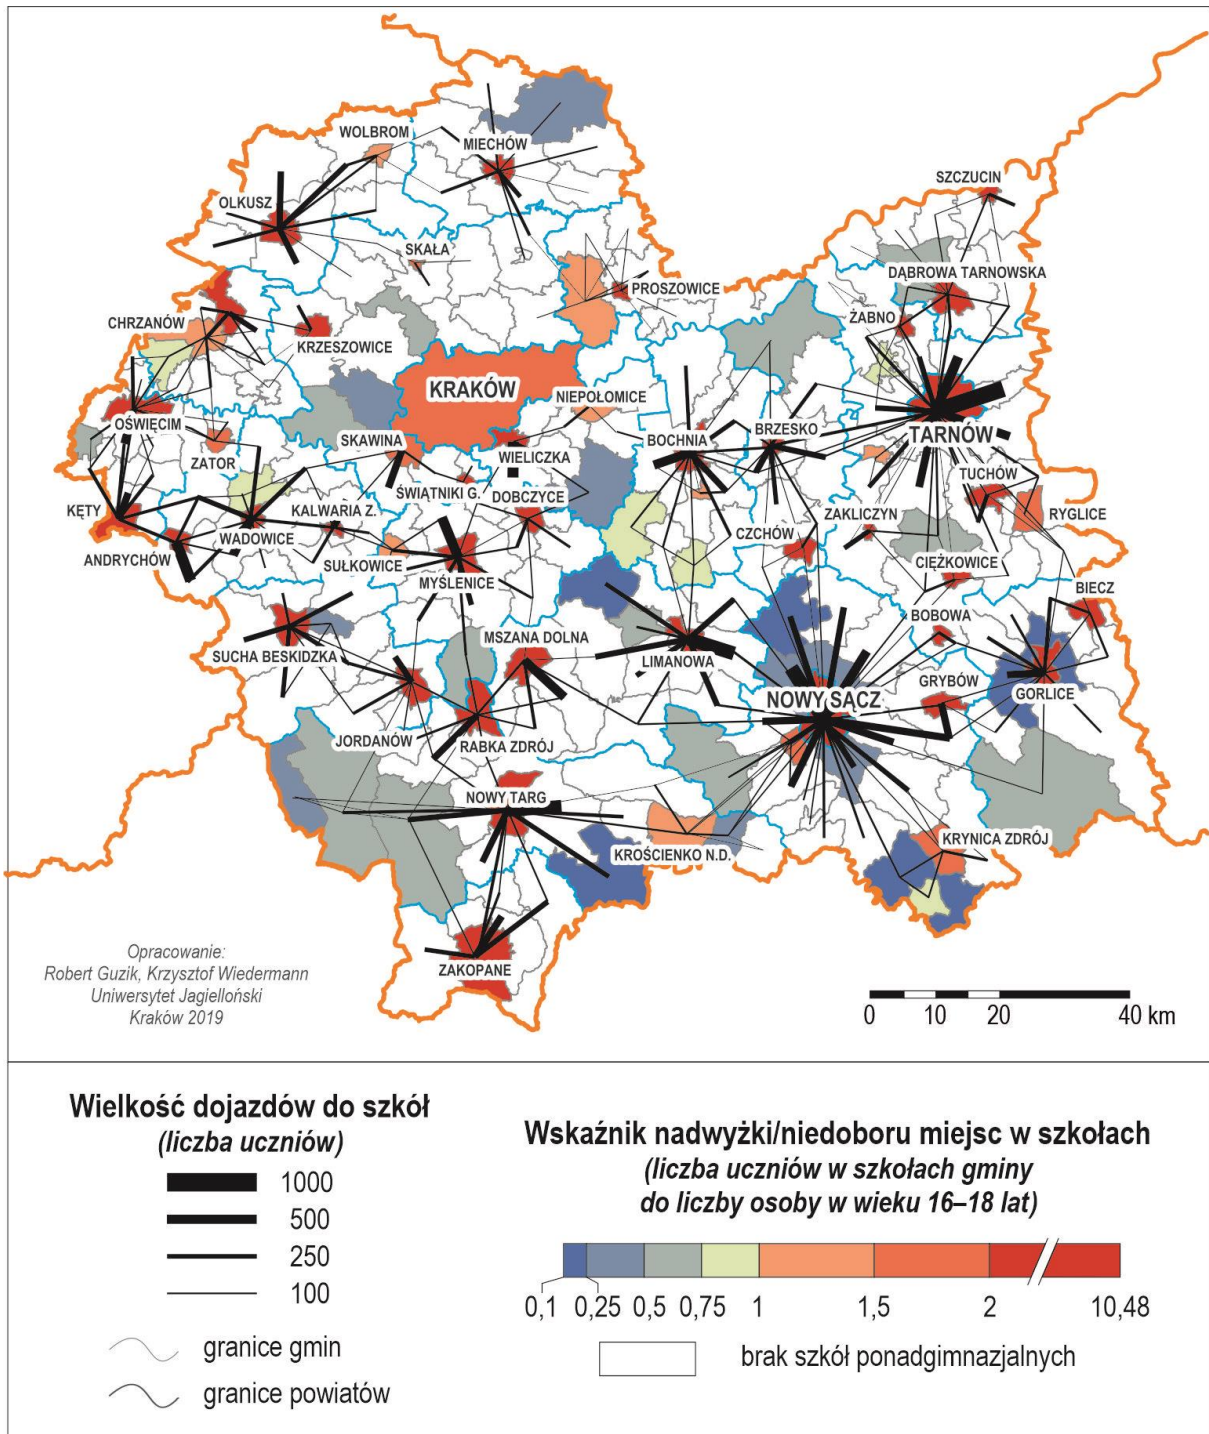 WOLBROM
MIECHÓW
SZCZUCIN
OLKUSZ
SKAŁA
DĄBROWA TARNOWSKA
PROSZOWICE
ŻABNO
CHRZANÓW
KRZESZOWICE
KRAKÓW
NIEPOŁOMICE
OŚWIĘCIM
SKAWINA
BOCHNIA
BRZESKO
TARNÓW
ZATOR
WIELICZKA
TUCHÓW
ŚWIĄTNIKI G.
DOBCZYCE
KĘTY
KALWARIA Z.
ZAKLICZYN
RYGLICE
WADOWICE
CZCHÓW
ANDRYCHÓW
SUŁKOWICE
CIĘŻKOWICE
MYŚLENICE
BIECZ
BOBOWA
MSZANA DOLNA
SUCHA BESKIDZKA
LIMANOWA
GRYBÓW
GORLICE
NOWY SĄCZ
JORDANÓW
RABKA ZDRÓJ
NOWY TARG
KRYNICA ZDRÓJ
KROŚCIENKO N.D.
ZAKOPANE
Opracowanie:
Robert Guzik, Krzysztof Wiedermann
Uniwersytet Jagielloński
Kraków 2019
0 10 20 40 km
Wielkość dojazdów do szkół
(liczba uczniów)
1000
500
250
100
granice gmin
granice powiatów
Wskaźnik nadwyżki/niedoboru miejsc w szkołach
(liczba uczniów w szkołach gminy
do liczby osoby w wieku 16–18 lat)
0,1 0,25 0,5 0,75 1 1,5 2 10,48
brak szkół ponadgimnazjalnych